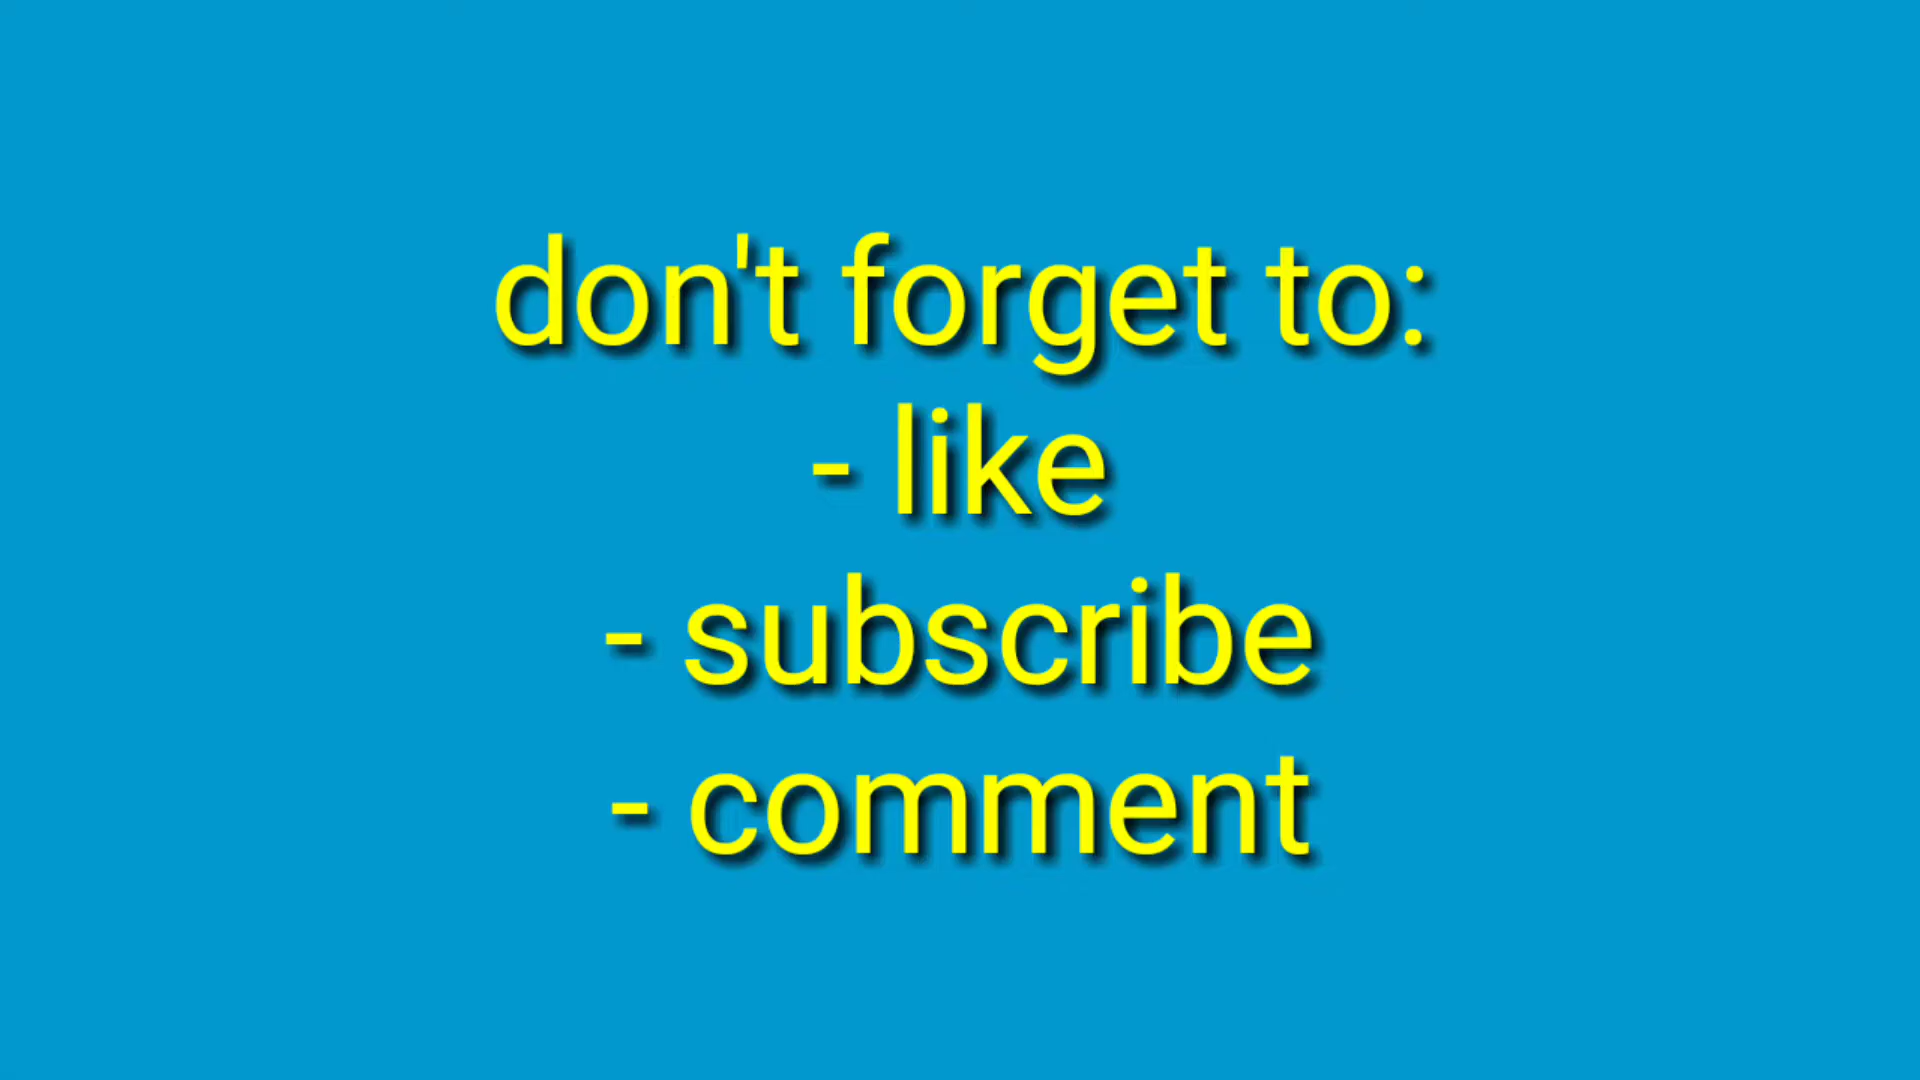 don't forget to:
- like
- subscribe
- comment